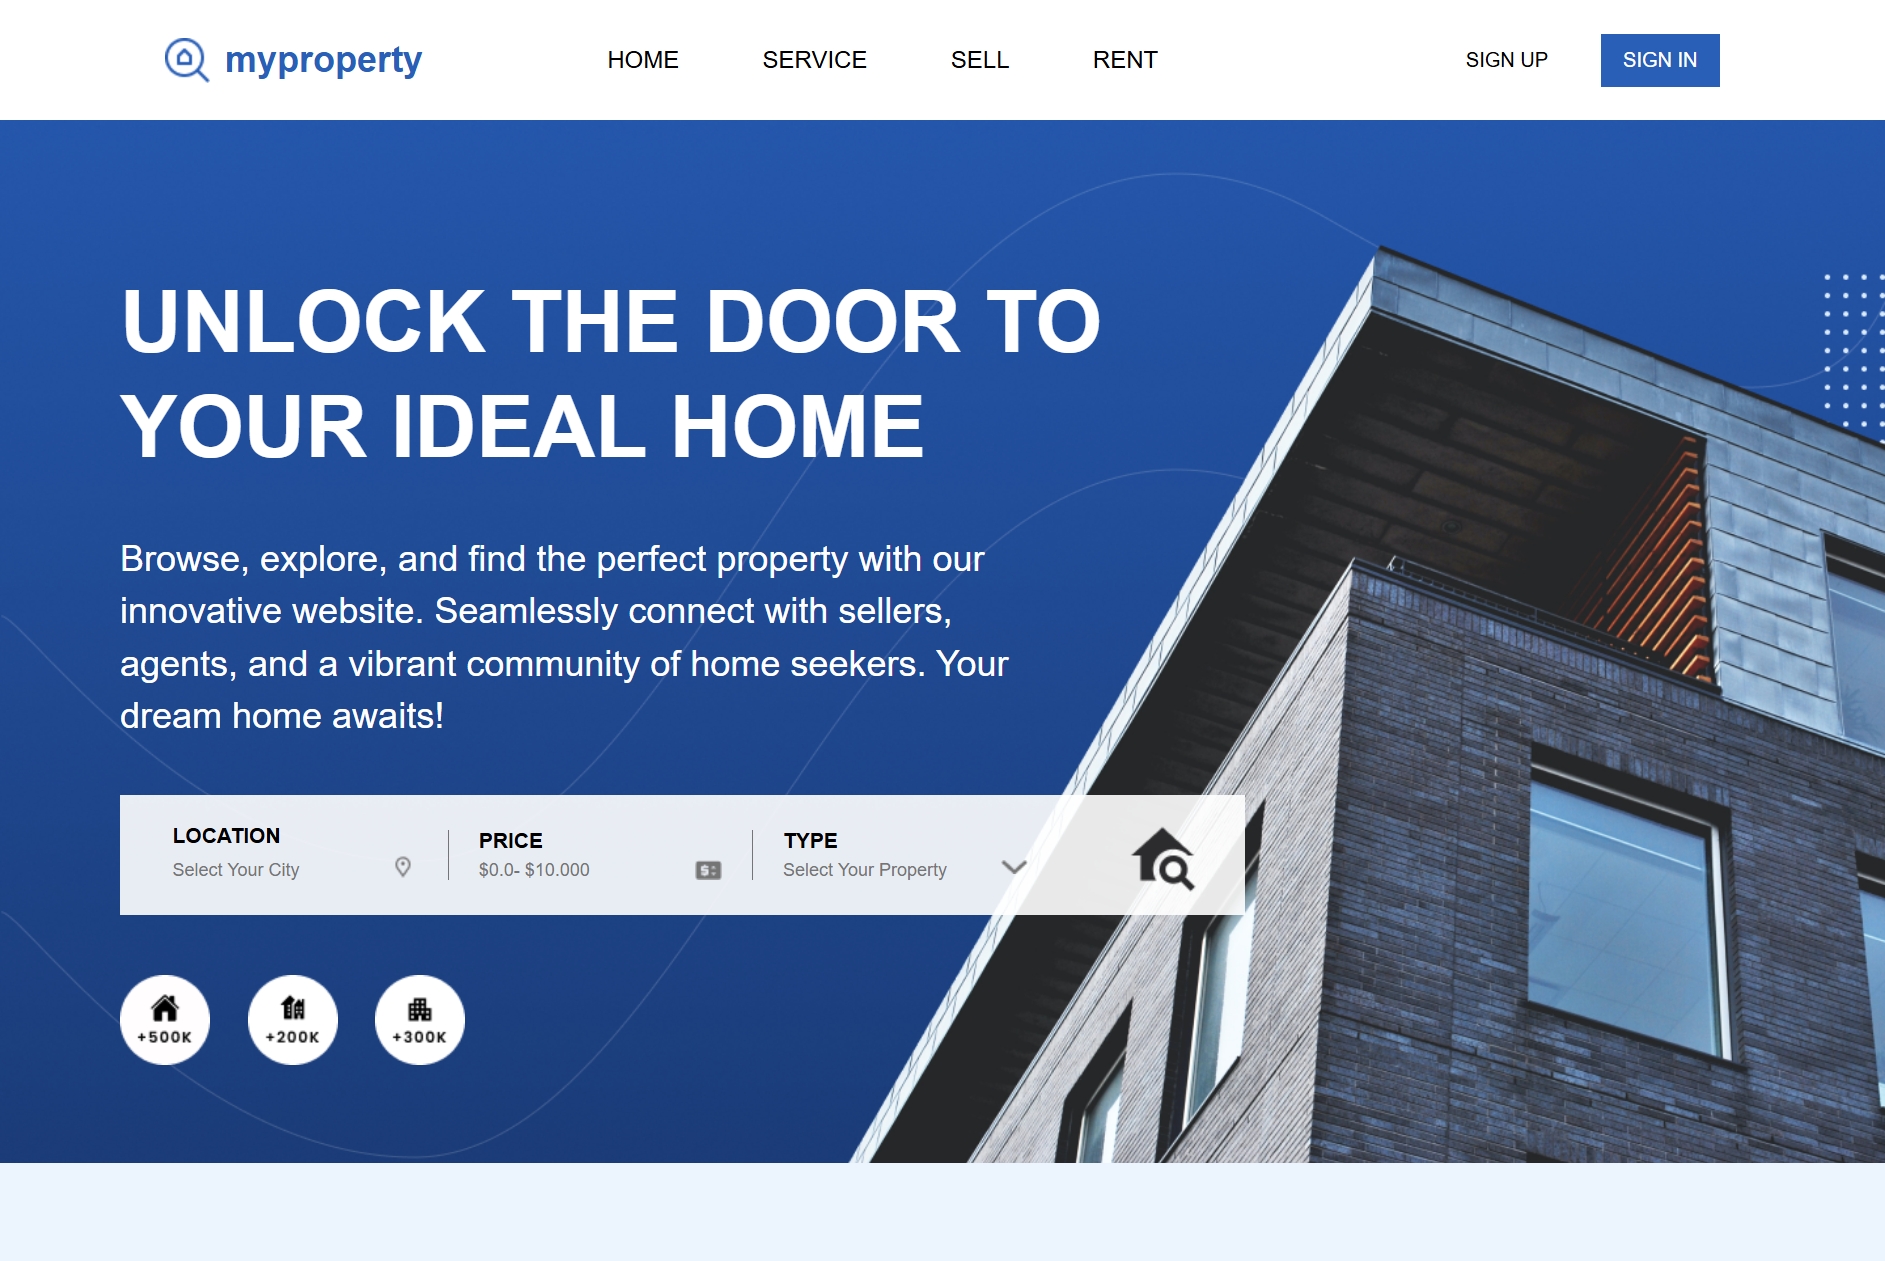 myproperty
HOME
SERVICE
SELL
RENT
SIGN UP
SIGN IN
UNLOCK THE DOOR TO
YOUR IDEAL HOME
Browse, explore, and find the perfect property with our
innovative website. Seamlessly connect with sellers,
agents, and a vibrant community of home seekers. Your
dream home awaits!
LOCATION
Select Your City
PRICE
$0.0- $10.000
$
TYPE
Select Your Property
+500K
+200K
+300K